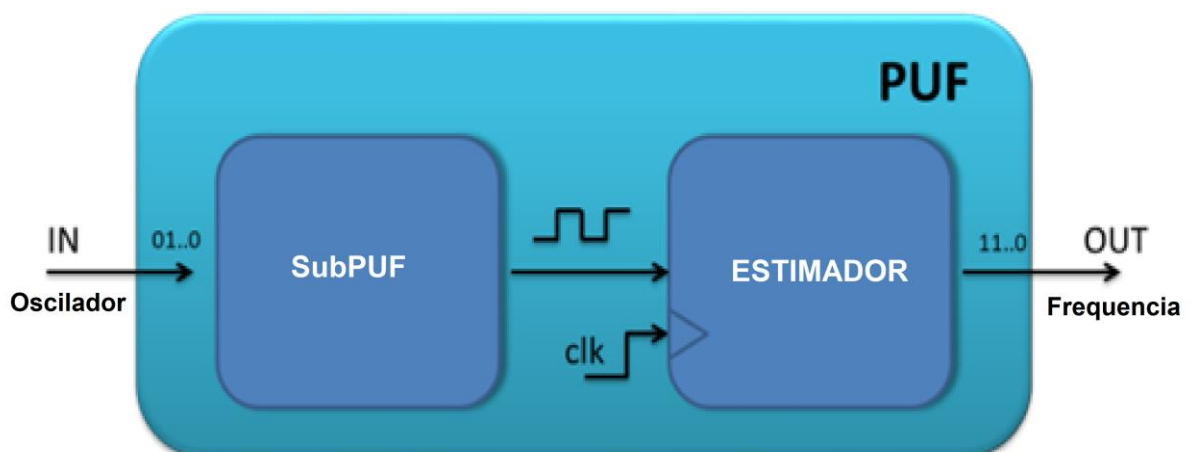 PUF
IN
01..0
Oscilador
SubPUF
ESTIMADOR
clk
11..0
OUT
Frequencia